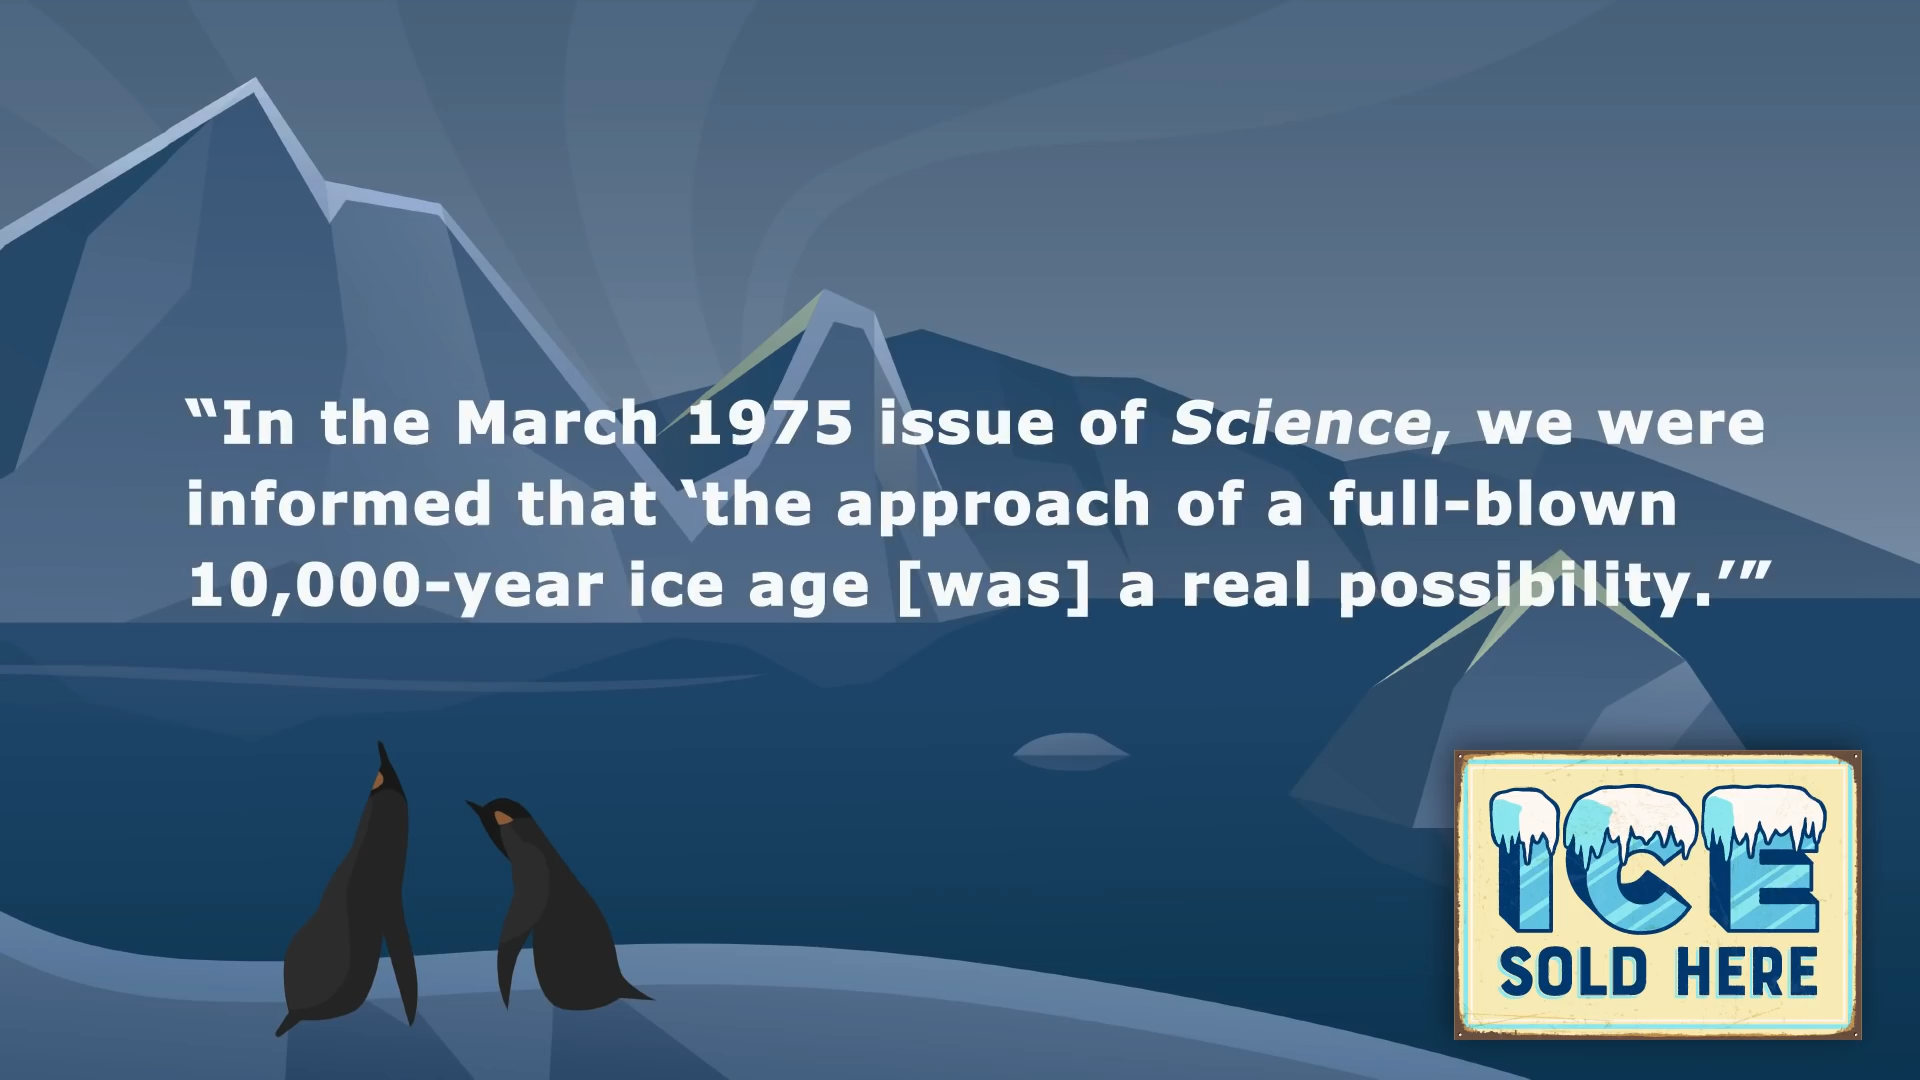 “In the March 1975 issue of Science, we were
informed that ‘the approach of a full-blown
10,000-year ice age [was] a real possibility.’”
ICE
SOLD HERE